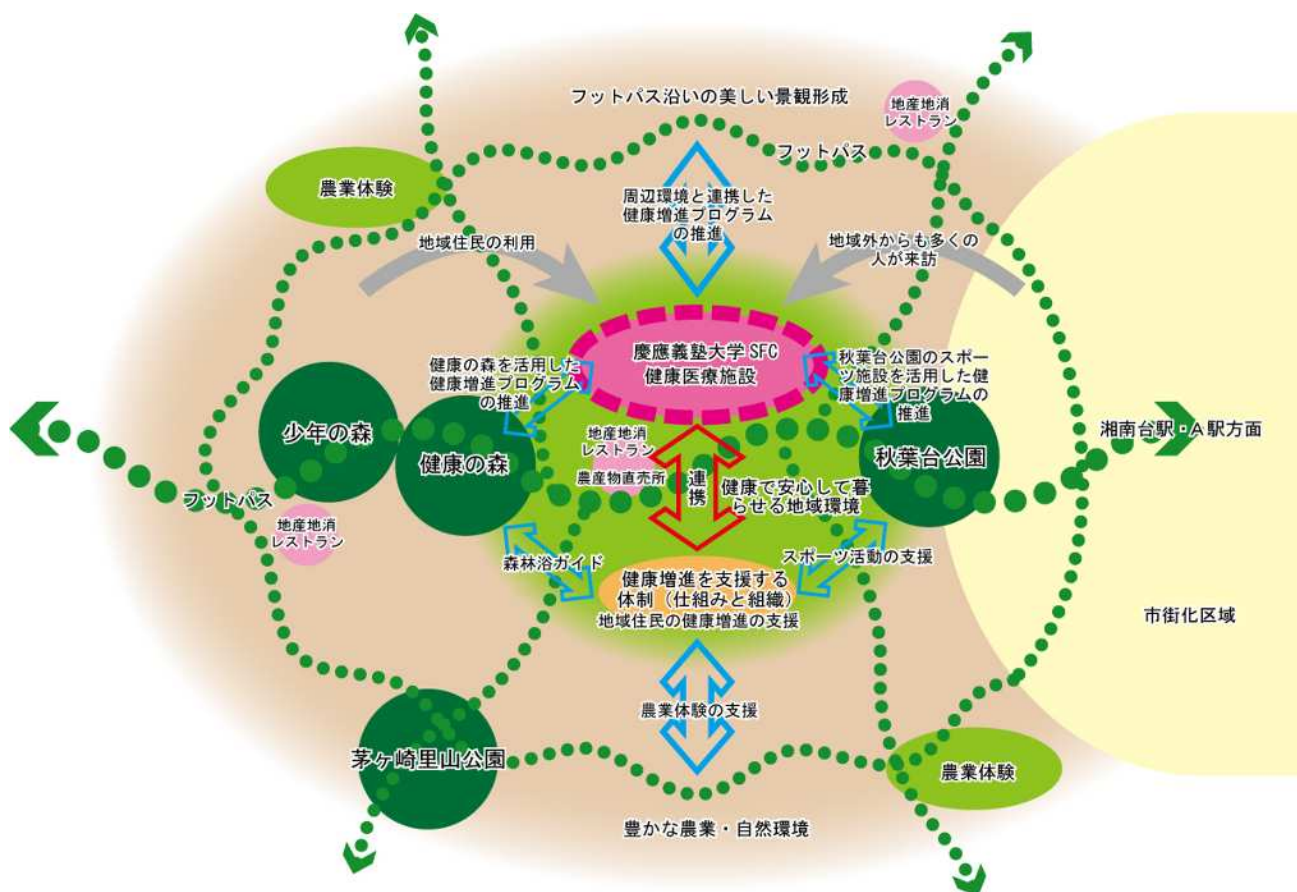 フットパス沿いの美しい景観形成
地産地消
レストラン
フットパス
農業体験
周辺環境と連携した
健康増進プログラム
の推進
地域住民の利用
地域外からも多くの
人が来訪
慶應義塾大学 SFC
健康医療施設
健康の森を活用した
健康増進プログラム
の推進
秋葉台公園のスポー
ツ施設を活用した健
康増進プログラムの
推進
少年の森
健康の森
地産地消
レストラン
農産物直売所
連携
秋葉台公園
湘南台駅・A駅方面
健康で安心して暮
らせる地域環境
フットパス
地産地消
レストラン
森林浴ガイド
スポーツ活動の支援
健康増進を支援する
体制（仕組みと組織）
地域住民の健康増進の支援
市街化区域
農業体験の支援
茅ヶ崎里山公園
農業体験
豊かな農業・自然環境